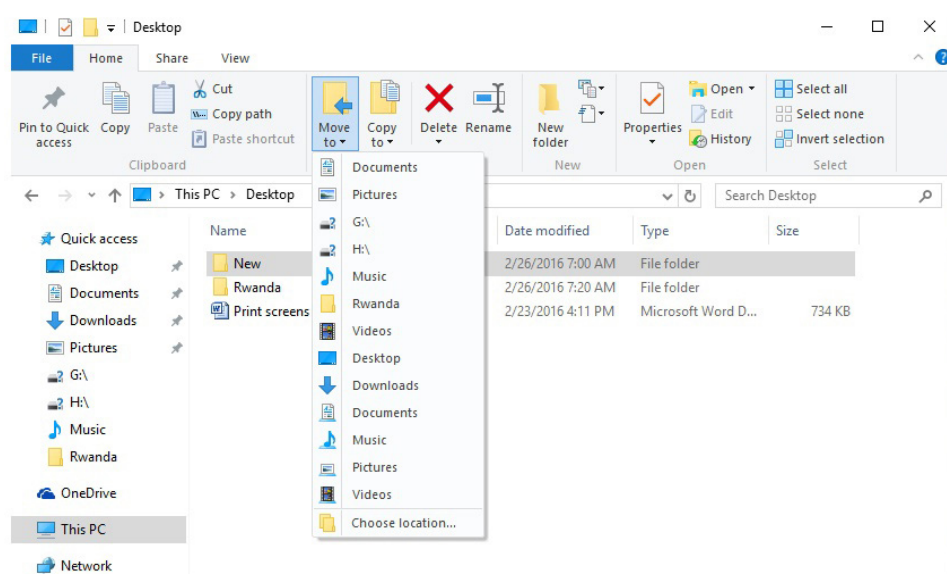 Desktop
File Home Share View
Pin to Quick access
Copy
Paste
Cut
Copy path
Paste shortcut
Clipboard
Move to
Copy to
Delete
Rename
New folder
New
Properties
Open
Edit
History
Open
Select all
Select none
Invert selection
Select
This PC > Desktop
Search Desktop
Quick access
Desktop
Documents
Downloads
Pictures
G:\
H:\
Music
Rwanda
OneDrive
This PC
Network
Name Date modified Type Size
New 2/26/2016 7:00 AM File folder
Rwanda 2/26/2016 7:20 AM File folder
Print screens 2/23/2016 4:11 PM Microsoft Word D... 734 KB
Documents
Pictures
G:\
H:\
Music
Rwanda
Videos
Desktop
Downloads
Documents
Music
Pictures
Videos
Choose location...